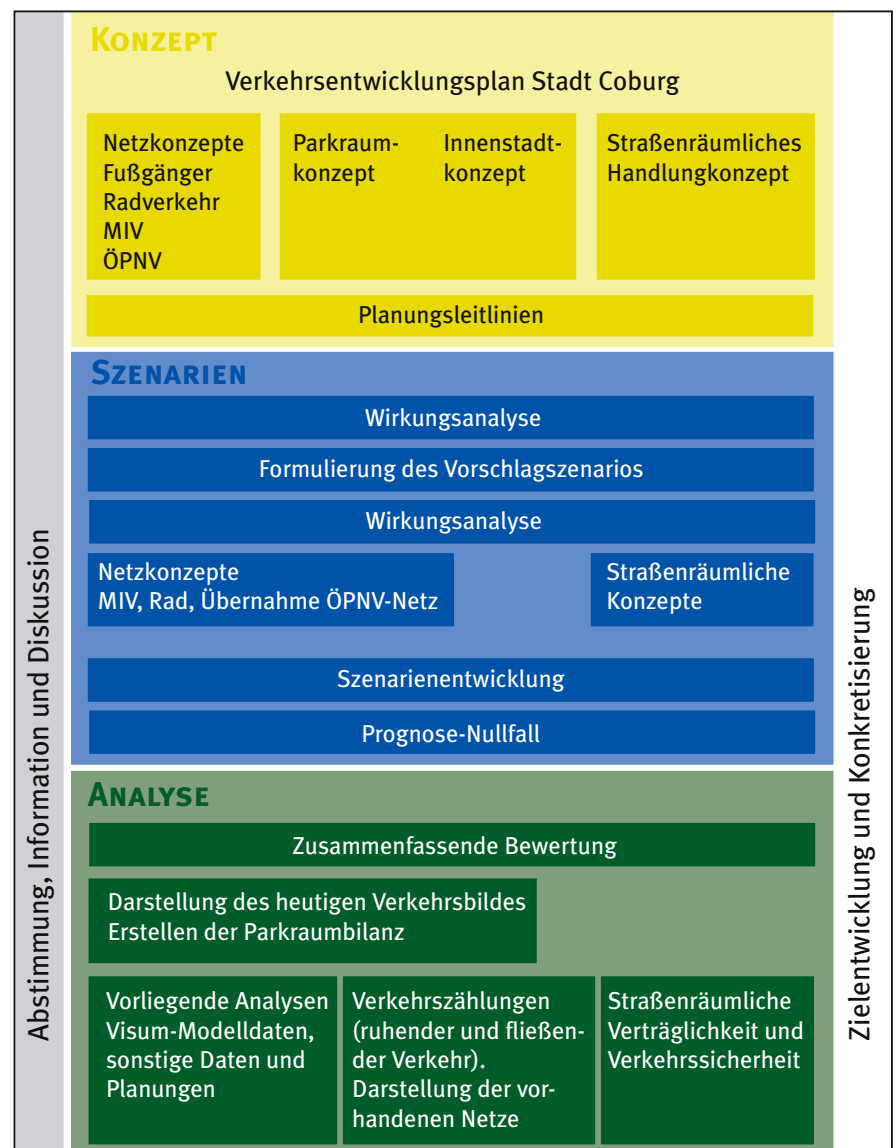 KONZEPT
Verkehrsentwicklungsplan Stadt Coburg
Netzkonzepte
Fußgänger
Radverkehr
MIV
ÖPNV
Parkraum-
konzept
Innenstadt-
konzept
Straßenräumliches
Handlungkonzept
Planungsleitlinien
SZENARIEN
Wirkungsanalyse
Formulierung des Vorschlagszenarios
Wirkungsanalyse
Netzkonzepte
MIV, Rad, Übernahme ÖPNV-Netz
Straßenräumliche
Konzepte
Szenarienentwicklung
Prognose-Nullfall
ANALYSE
Zusammenfassende Bewertung
Darstellung des heutigen Verkehrsbildes
Erstellen der Parkraumbilanz
Vorliegende Analysen
Visum-Modelldaten,
sonstige Daten und
Planungen
Verkehrszählungen
(ruhender und fließen-
der Verkehr).
Darstellung der vor-
handenen Netze
Straßenräumliche
Verträglichkeit und
Verkehrssicherheit
Abstimmung, Information und Diskussion
Zielentwicklung und Konkretisierung